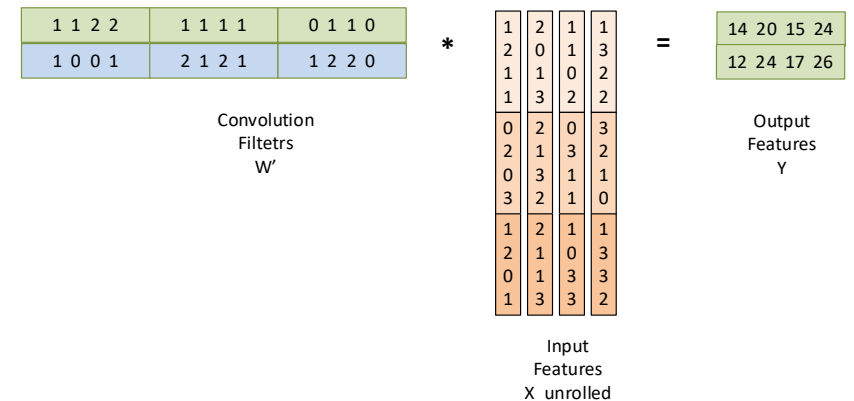 1 1 2 2 1 1 1 1 0 1 1 0
1 0 0 1 2 1 2 1 1 2 2 0
*
1 2 1 1
2 0 1 3
1 1 0 2
1 3 2 2
0 2 0 3
2 1 3 2
0 3 1 1
3 2 1 0
1 2 1 1
2 1 0 3
0 1 3 3
1 3 3 2
=
14 20 15 24
12 24 17 26
Convolution
Filtetrs
W'
Output
Features
Y
Input
Features
X unrolled